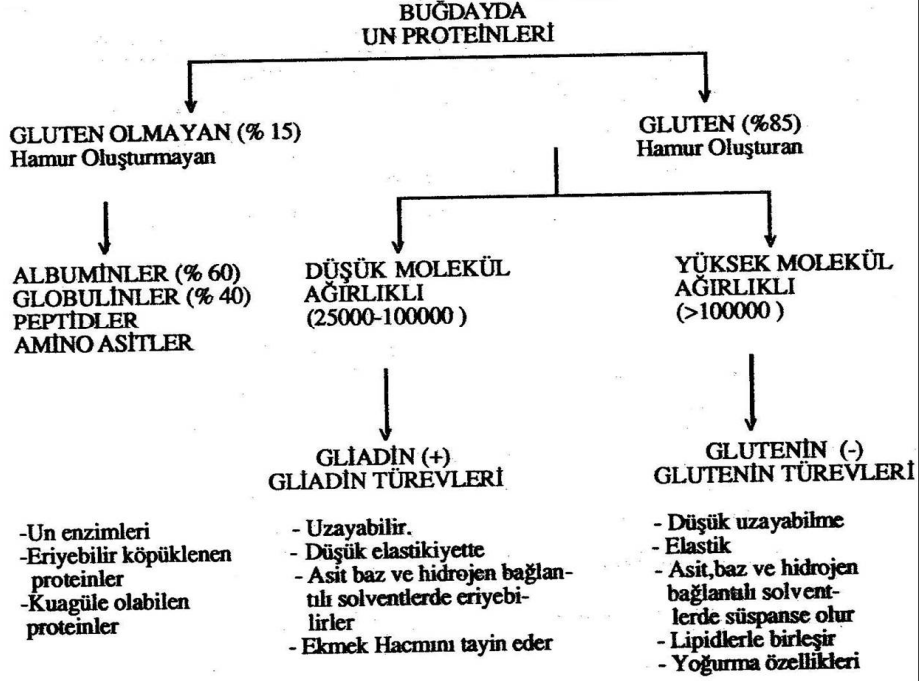 BUĞDAYDA
UN PROTEİNLERİ
GLUTEN OLMAYAN (% 15)
Hamur Oluşturmayan
GLUTEN (%85)
Hamur Oluşturan
ALBUMİNLER (% 60)
GLOBULİNLER (% 40)
PEPTİDLER
AMİNO ASİTLER
DÜŞÜK MOLEKÜL
AĞIRLIKLI
(25000-100000 )
YÜKSEK MOLEKÜL
AĞIRLIKLI
(>100000 )
GLİADİN (+)
GLİADİN TÜREVLERİ
GLUTENİN (-)
GLUTENİN TÜREVLERİ
-Un enzimleri
-Eriyebilir köpüklenen
proteinler
-Kuagüle olabilen
proteinler
- Uzayabilir.
- Düşük elastikiyette
- Asit baz ve hidrojen bağlan-
tılı solventlerde eriyebi-
lirler
- Ekmek Hacmını tayin eder
- Düşük uzayabilme
- Elastik
- Asit,baz ve hidrojen
bağlantılı solvent-
lerde süspanse olur
- Lipidlerle birleşir
- Yoğurma özellikleri